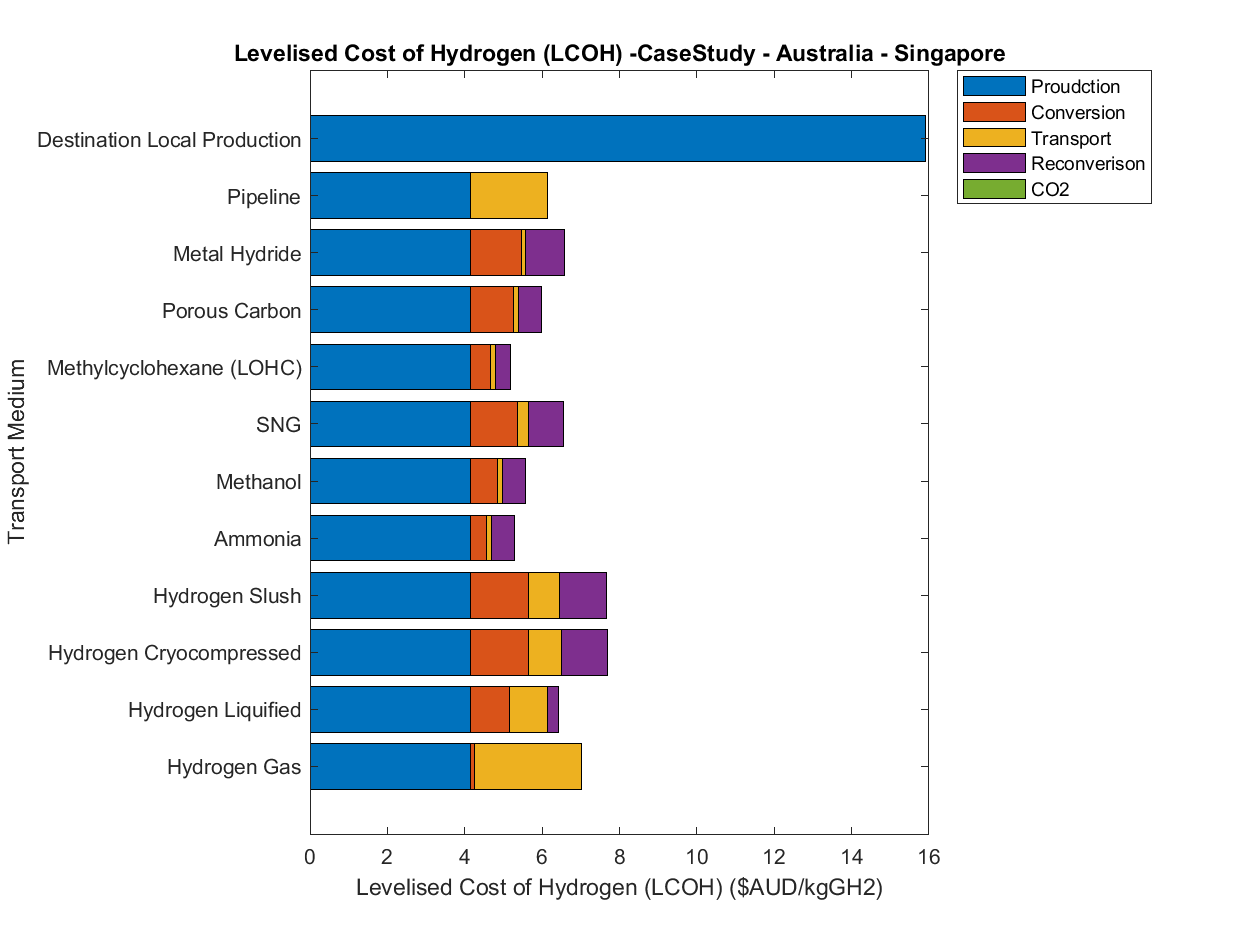 Levelised Cost of Hydrogen (LCOH) -CaseStudy - Australia - Singapore
Proudction
Conversion
Transport
Reconverison
CO2
Transport Medium
Destination Local Production
Pipeline
Metal Hydride
Porous Carbon
Methylcyclohexane (LOHC)
SNG
Methanol
Ammonia
Hydrogen Slush
Hydrogen Cryocompressed
Hydrogen Liquified
Hydrogen Gas
0 2 4 6 8 10 12 14 16
Levelised Cost of Hydrogen (LCOH) ($AUD/kgGH2)